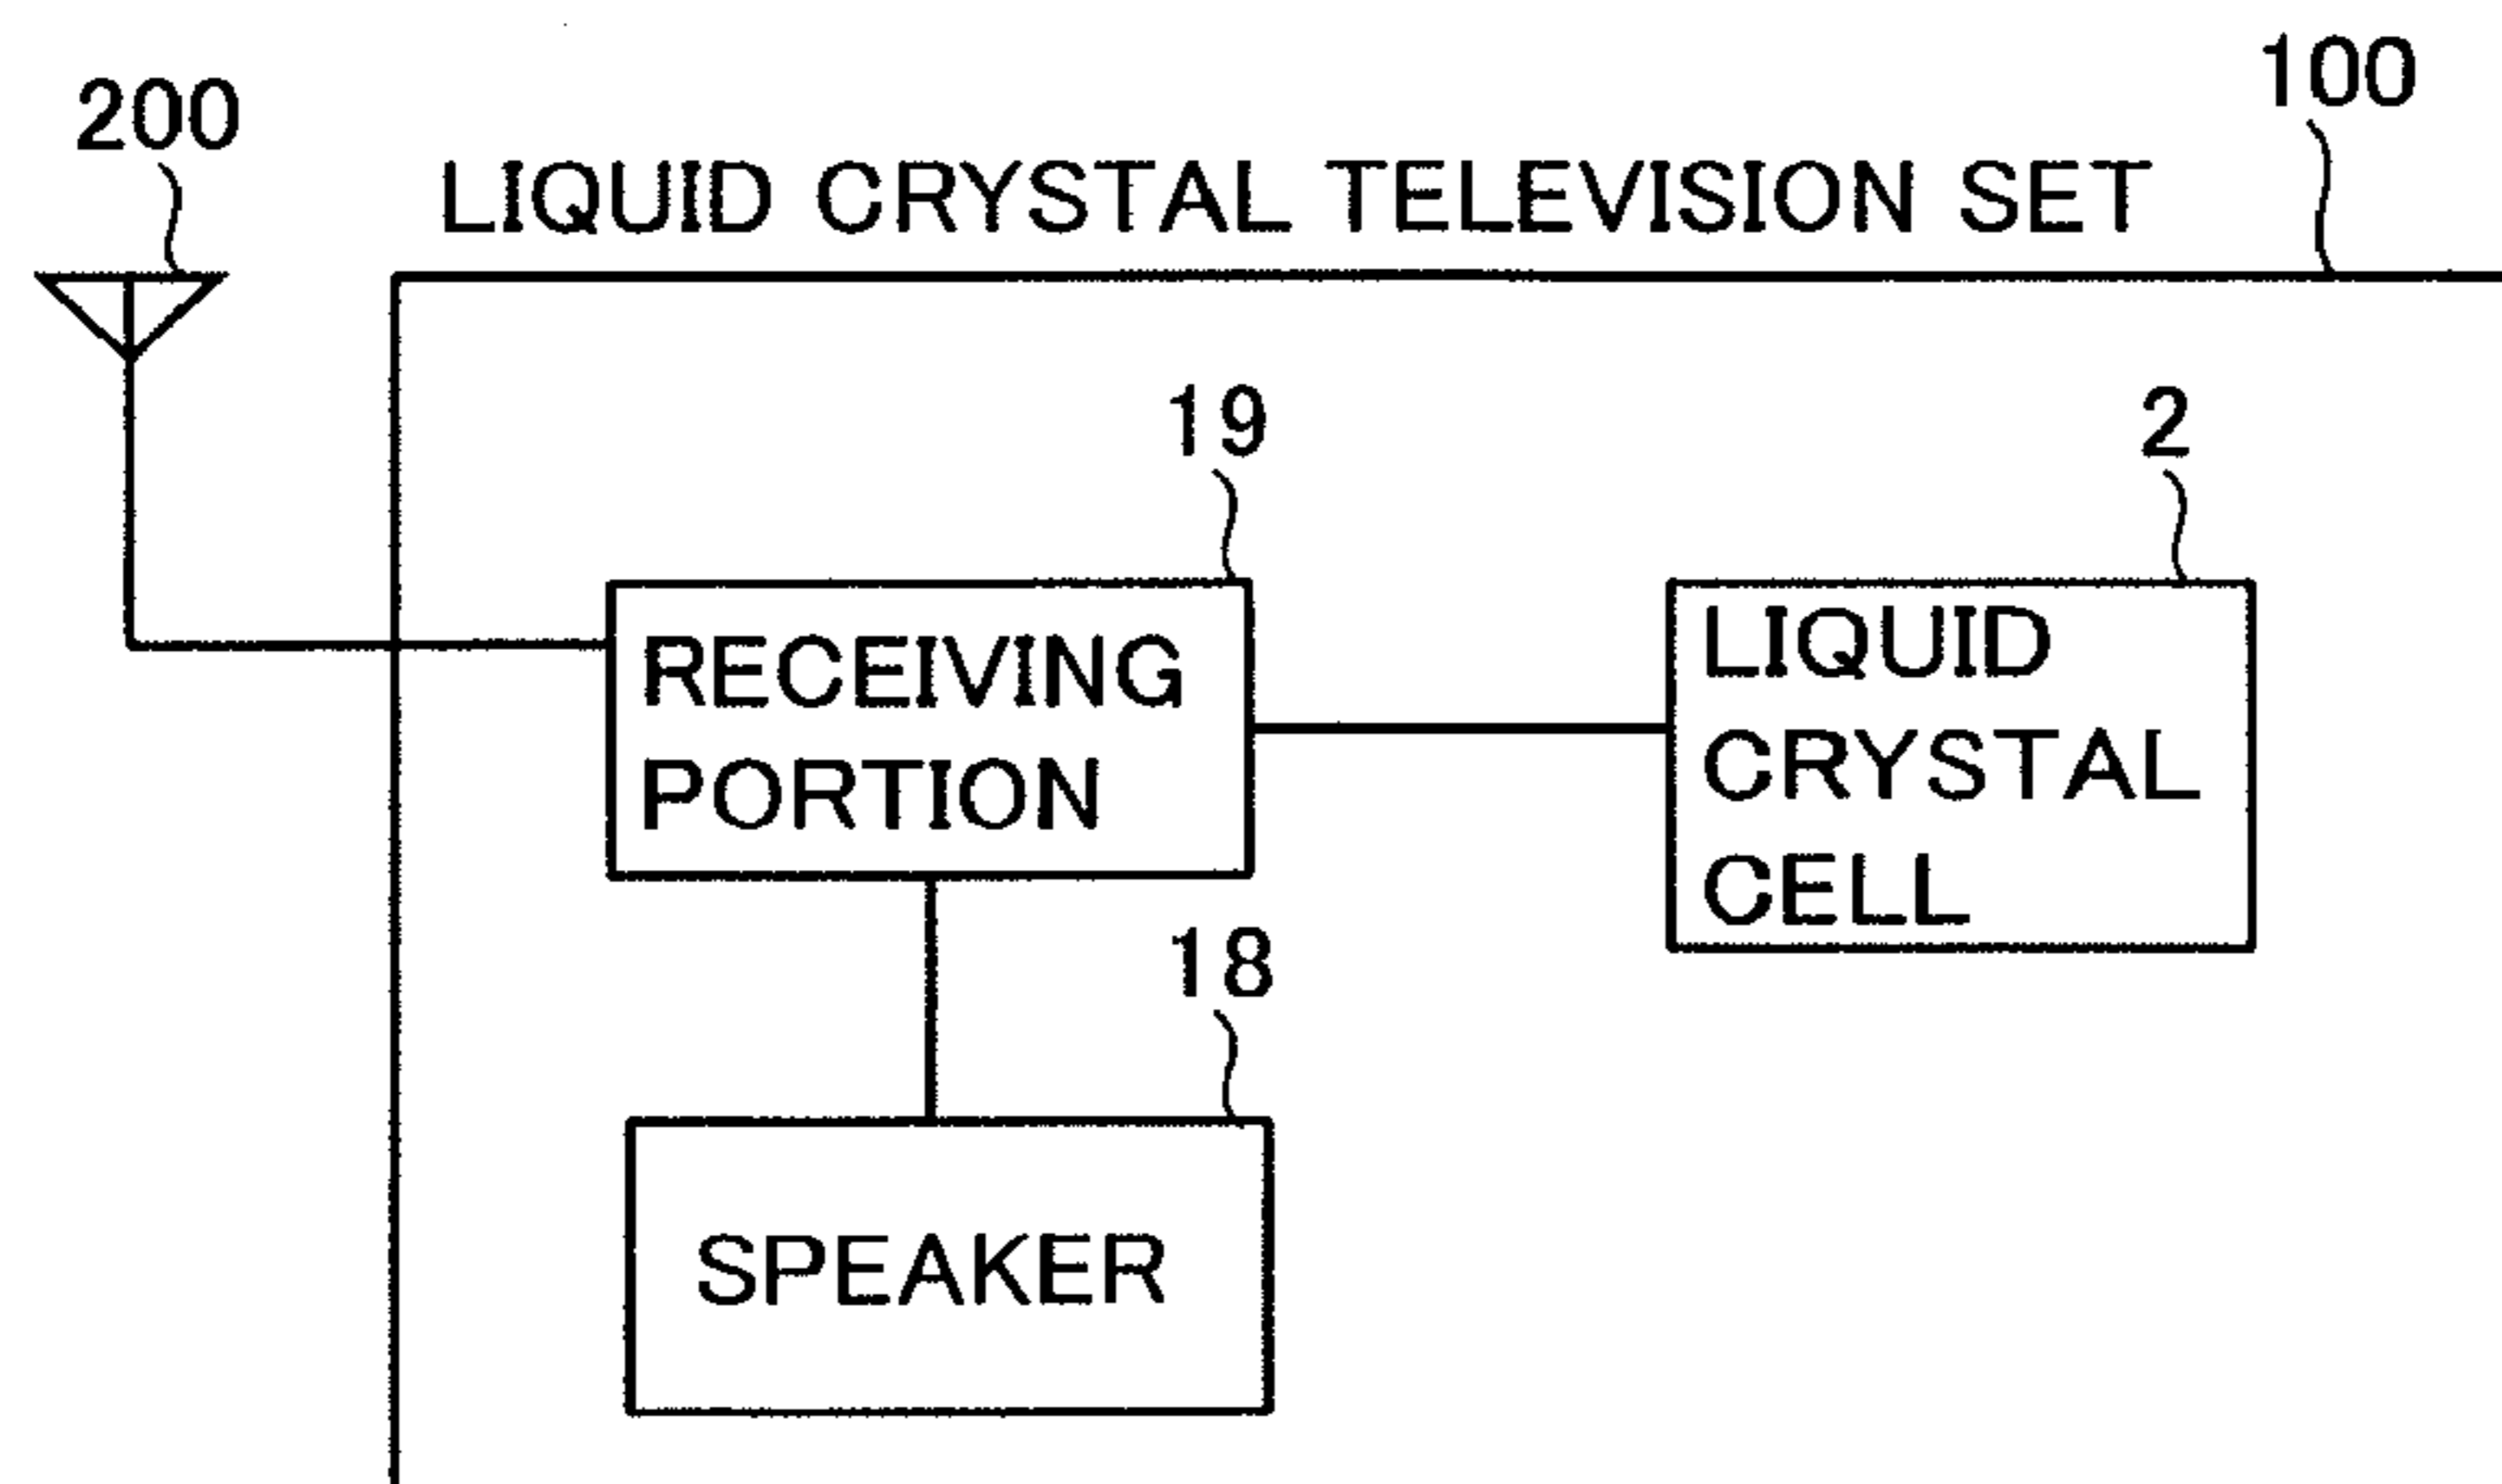 200
100
LIQUID CRYSTAL TELEVISION SET
19
2
RECEIVING
PORTION
LIQUID
CRYSTAL
CELL
18
SPEAKER